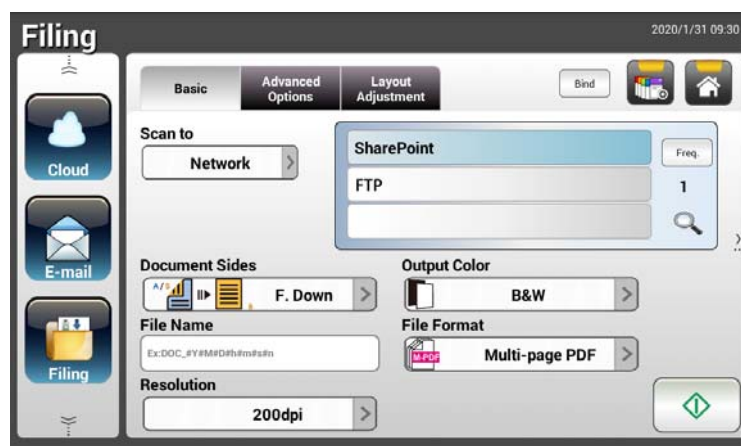 Filing
2020/1/31 09:30
Basic
Advanced
Options
Layout
Adjustment
Bind
Scan to
Network
SharePoint
FTP
Freq.
1
Cloud
E-mail
Filing
Document Sides
A/B
F. Down
Output Color
B&W
File Name
Ex:DOC_#Y#M#D#h#m#s#n
File Format
M-PDF
Multi-page PDF
Resolution
200dpi